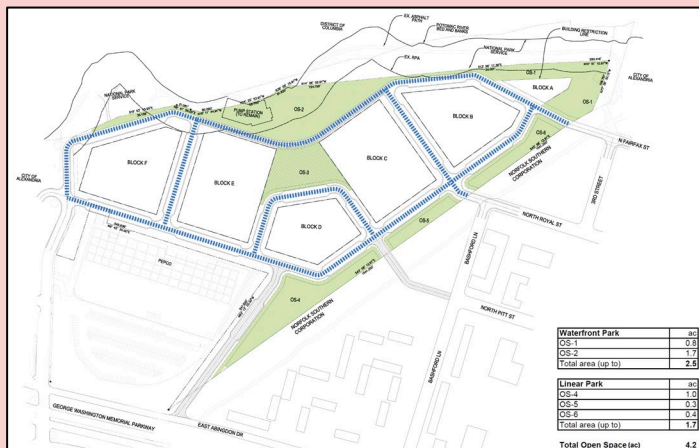 DISTRICT OF
COLUMBIA
EX. ASPHALT
PATH
POTOMAC RIVER
BED AND BANKS
BUILDING RESTRICTION
LINE
NATIONAL PARK
SERVICE
EX. RPA
CITY OF
ALEXANDRIA
OS-1
BLOCK A
OS-1
NATIONAL PARK
SERVICE
OS-2
PUMP STATION
(TO REMAIN)
BLOCK B
OS-6
N FAIRFAX ST
BLOCK F
BLOCK E
OS-3
BLOCK C
NORFOLK SOUTHERN
CORPORATION
3RD STREET
CITY OF
ALEXANDRIA
BLOCK D
OS-5
NORTH ROYAL ST
PEPCO
BASHFORD LN
OS-4
NORFOLK SOUTHERN
CORPORATION
NORTH PITT ST
BASHFORD LN
GEORGE WASHINGTON MEMORIAL PARKWAY
EAST ABINGDON DR
Waterfront Park ac
OS-1 0.8
OS-2 1.7
Total area (up to) 2.5
Linear Park ac
OS-4 1.0
OS-5 0.3
OS-6 0.4
Total area (up to) 1.7
Total Open Space (ac) 4.2